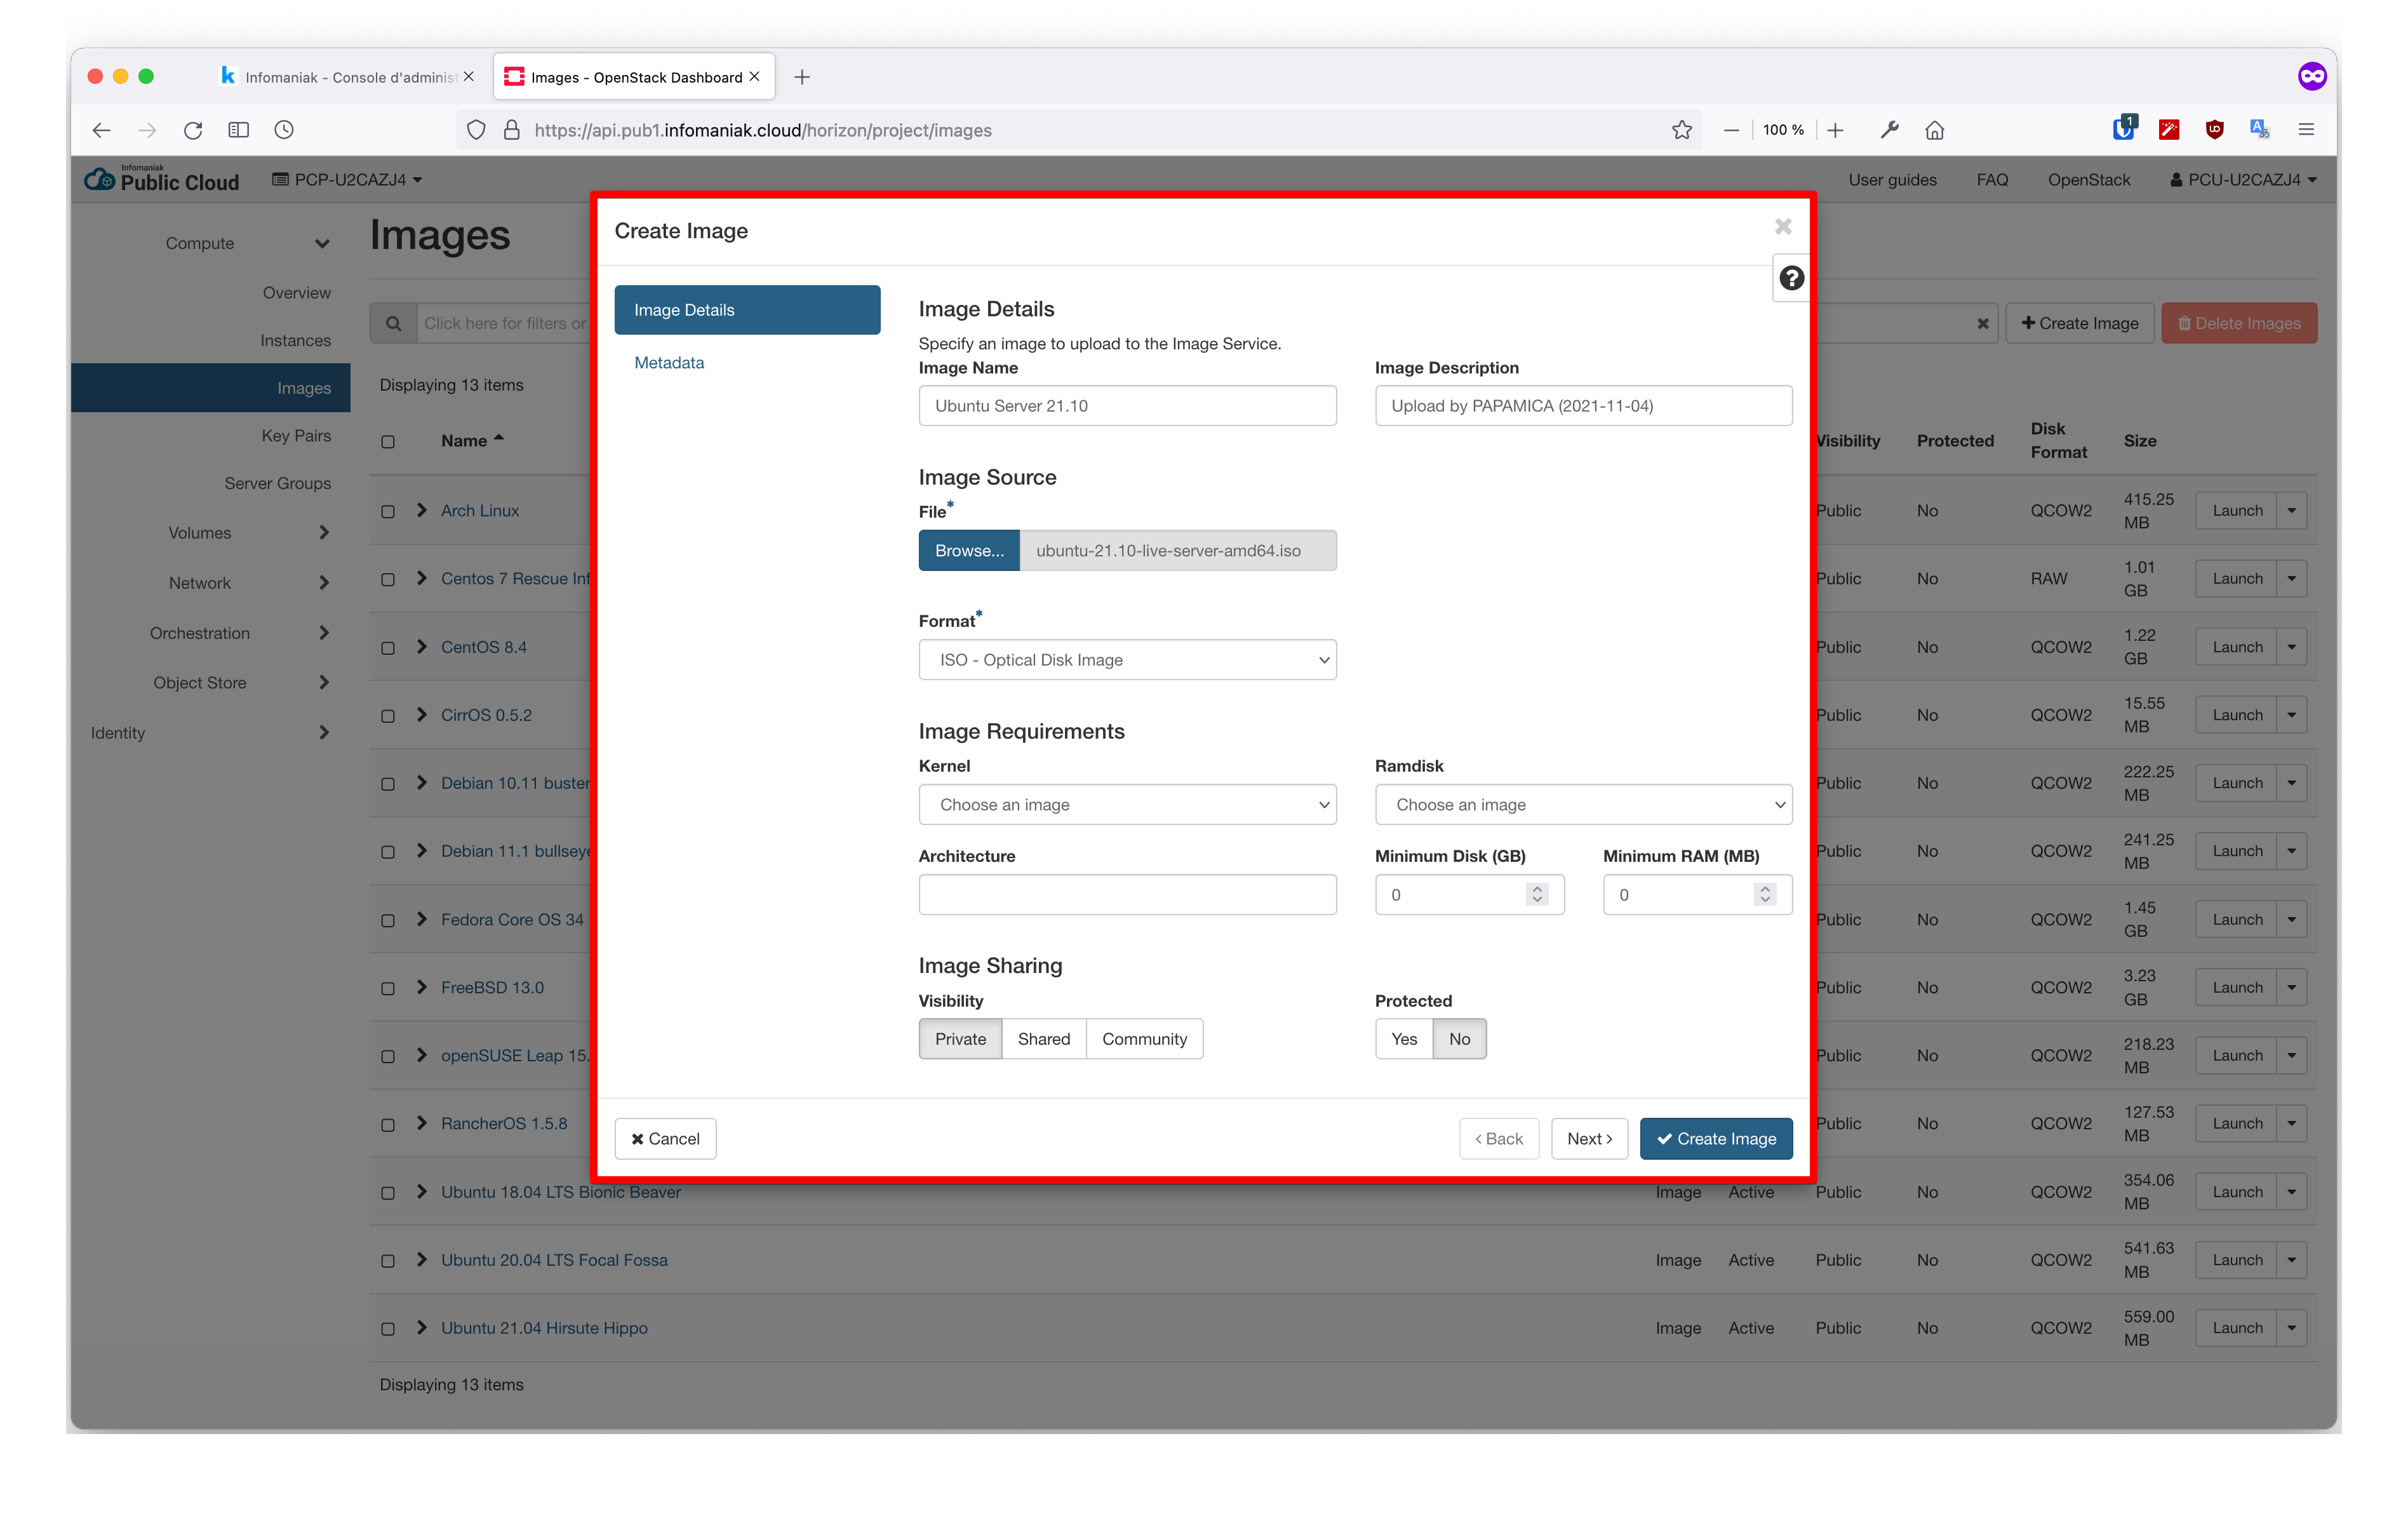 Infomaniak - Console d'administ
Images - OpenStack Dashboard
https://api.pub1.infomaniak.cloud/horizon/project/images
100 %
1
Infomaniak
Public Cloud
PCP-U2CAZJ4
User guides
FAQ
OpenStack
PCU-U2CAZJ4
Compute
Overview
Instances
Images
Key Pairs
Server Groups
Volumes
Network
Orchestration
Object Store
Identity
Images
Click here for filters or
Create Image
Delete Images
Displaying 13 items
Name
Visibility
Protected
Disk Format
Size
Arch Linux Public No QCOW2 415.25 MB Launch
Centos 7 Rescue Inf Public No RAW 1.01 GB Launch
CentOS 8.4 Public No QCOW2 1.22 GB Launch
CirrOS 0.5.2 Public No QCOW2 15.55 MB Launch
Debian 10.11 buster Public No QCOW2 222.25 MB Launch
Debian 11.1 bullseye Public No QCOW2 241.25 MB Launch
Fedora Core OS 34 Public No QCOW2 1.45 GB Launch
FreeBSD 13.0 Public No QCOW2 3.23 GB Launch
openSUSE Leap 15. Public No QCOW2 218.23 MB Launch
RancherOS 1.5.8 Public No QCOW2 127.53 MB Launch
Ubuntu 18.04 LTS Bionic Beaver Image Active Public No QCOW2 354.06 MB Launch
Ubuntu 20.04 LTS Focal Fossa Image Active Public No QCOW2 541.63 MB Launch
Ubuntu 21.04 Hirsute Hippo Image Active Public No QCOW2 559.00 MB Launch
Displaying 13 items
Create Image
Image Details
Metadata
Image Details
Specify an image to upload to the Image Service.
Image Name
Ubuntu Server 21.10
Image Description
Upload by PAPAMICA (2021-11-04)
Image Source
File*
Browse... ubuntu-21.10-live-server-amd64.iso
Format*
ISO - Optical Disk Image
Image Requirements
Kernel
Choose an image
Ramdisk
Choose an image
Architecture
Minimum Disk (GB)
0
Minimum RAM (MB)
0
Image Sharing
Visibility
Private Shared Community
Protected
Yes No
Cancel
Back
Next
Create Image